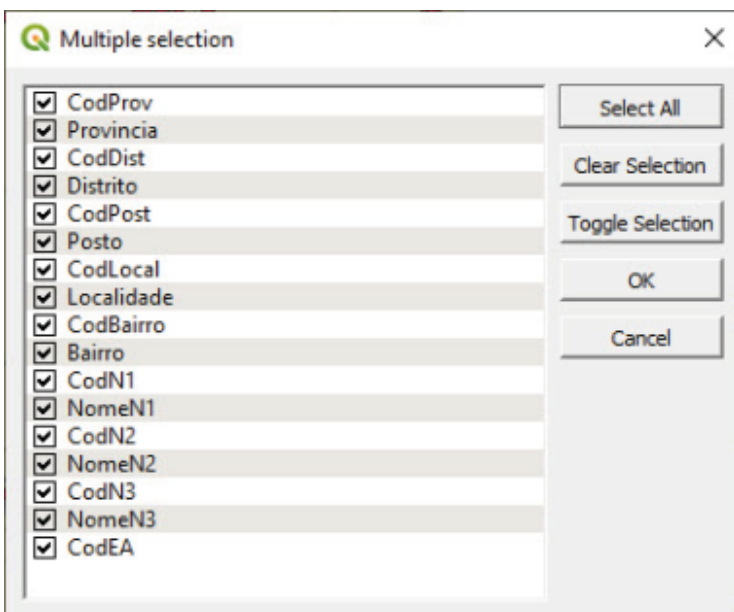 Multiple selection
CodProv
Provincia
CodDist
Distrito
CodPost
Posto
CodLocal
Localidade
CodBairro
Bairro
CodN1
NomeN1
CodN2
NomeN2
CodN3
NomeN3
CodEA
Select All
Clear Selection
Toggle Selection
OK
Cancel